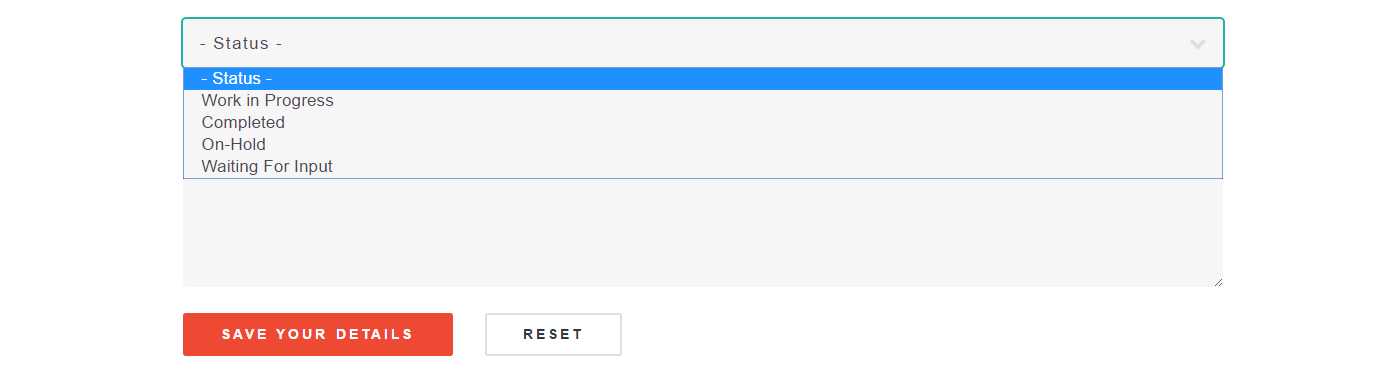 - Status -
- Status -
Work in Progress
Completed
On-Hold
Waiting For Input
SAVE YOUR DETAILS
RESET